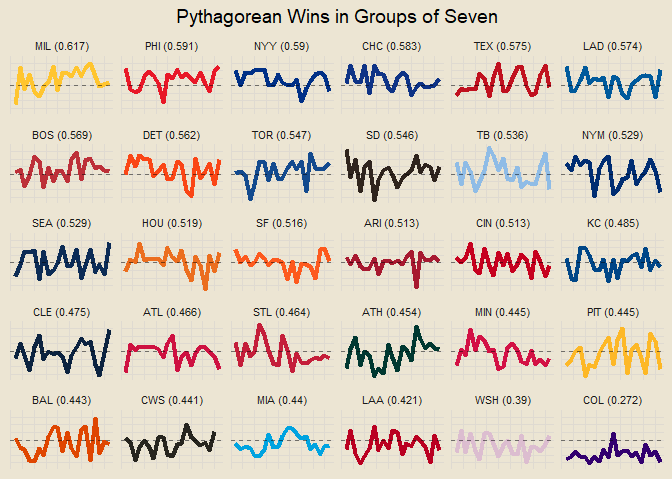 Pythagorean Wins in Groups of Seven
MIL (0.617) PHI (0.591) NYY (0.59) CHC (0.583) TEX (0.575) LAD (0.574)
BOS (0.569) DET (0.562) TOR (0.547) SD (0.546) TB (0.536) NYM (0.529)
SEA (0.529) HOU (0.519) SF (0.516) ARI (0.513) CIN (0.513) KC (0.485)
CLE (0.475) ATL (0.466) STL (0.464) ATH (0.454) MIN (0.445) PIT (0.445)
BAL (0.443) CWS (0.441) MIA (0.44) LAA (0.421) WSH (0.39) COL (0.272)